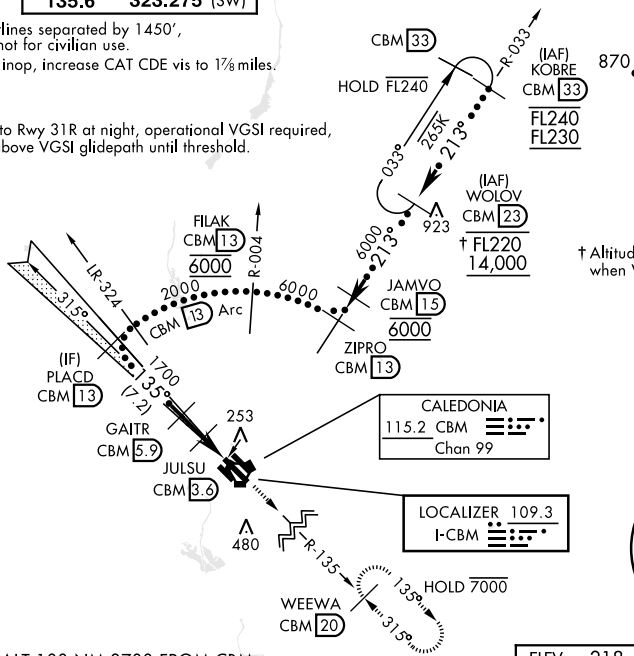 135.6 323.275 (SW)
tlines separated by 1450',
not for civilian use.
inop, increase CAT CDE vis to 1⅞ miles.
to Rwy 31R at night, operational VGSI required,
above VGSI glidepath until threshold.
CBM 33
R-033
HOLD FL240
(IAF)
KOBRE
CBM 33
FL240
FL230
870
265K
033°
213°
(IAF)
WOLOV
CBM 23
† FL220
14,000
923
† Altitud
when
6000
213°
FILAK
CBM 13
6000
R-004
LR-324
2000
6000
CBM 13 Arc
JAMVO
CBM 15
6000
ZIPRO
CBM 13
315°
(IF)
PLACD
CBM 13
1700
135°
(7.2)
GAITR
CBM 5.9
253
JULSU
CBM 3.6
CALEDONIA
115.2 CBM
Chan 99
LOCALIZER 109.3
I-CBM
480
R-135
135°
HOLD 7000
315°
WEEWA
CBM 20